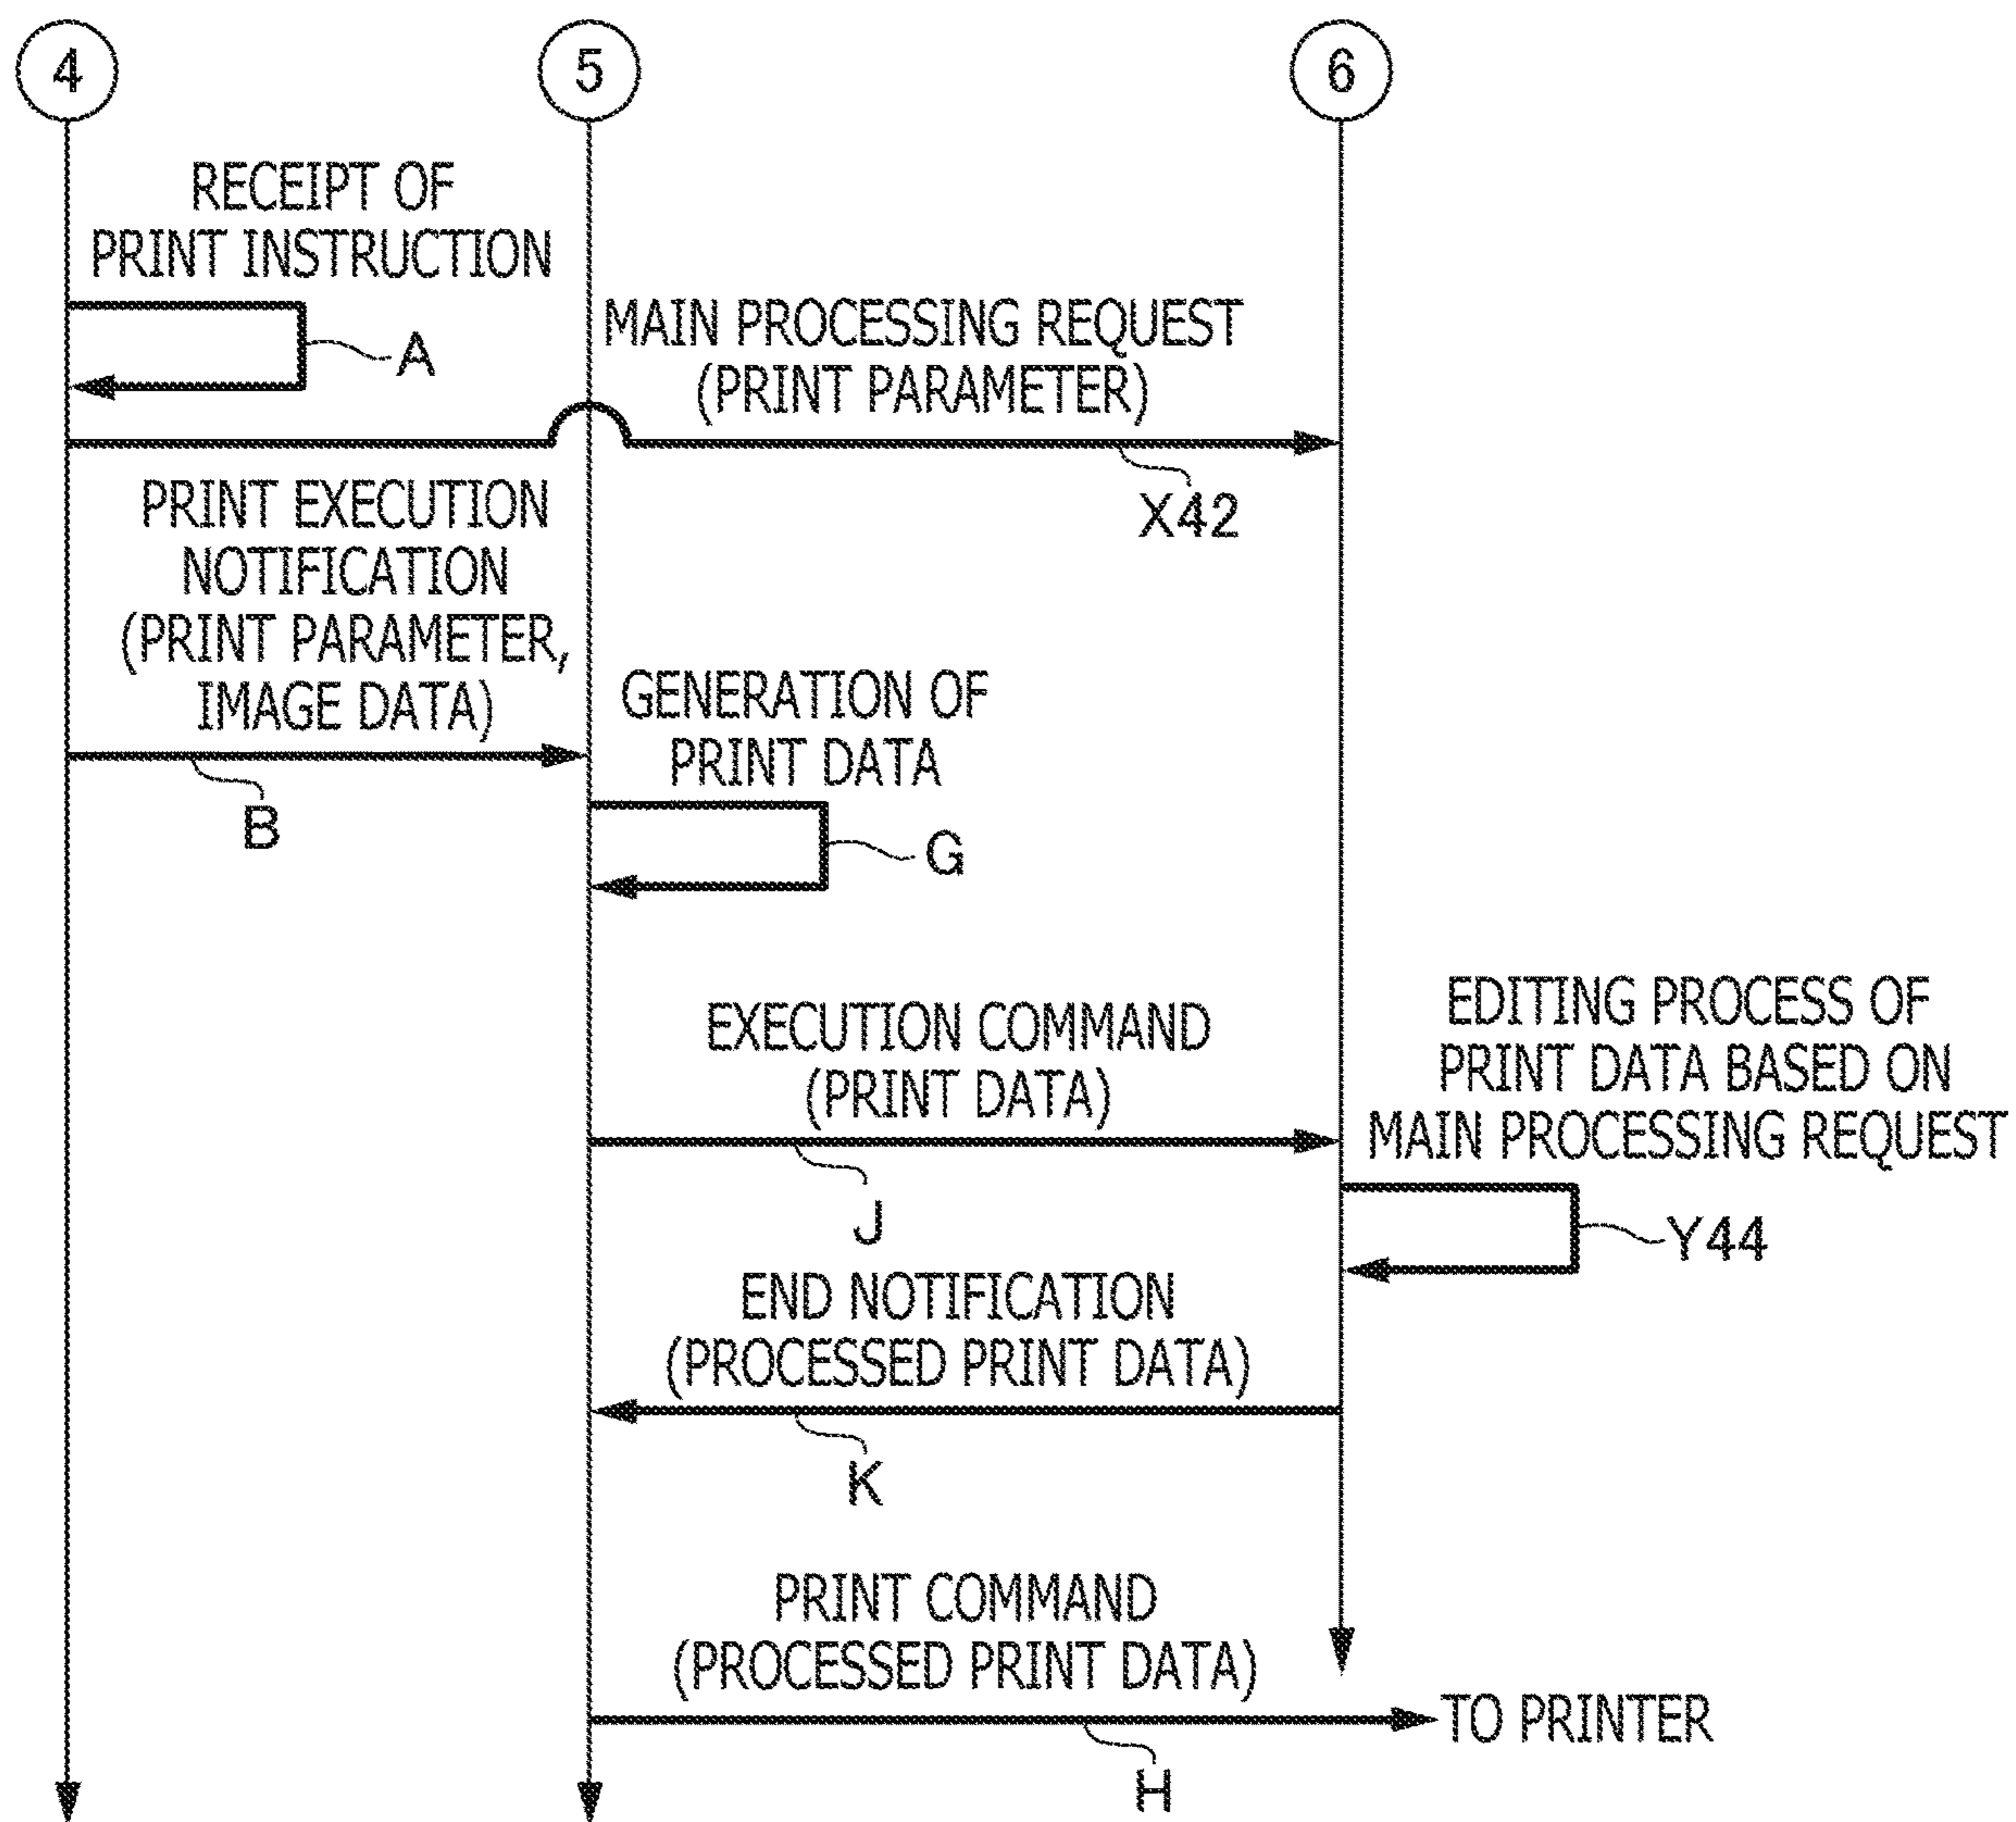 4
5
6
RECEIPT OF
PRINT INSTRUCTION
A
MAIN PROCESSING REQUEST
(PRINT PARAMETER)
X42
PRINT EXECUTION
NOTIFICATION
(PRINT PARAMETER,
IMAGE DATA)
B
GENERATION OF
PRINT DATA
G
EXECUTION COMMAND
(PRINT DATA)
J
EDITING PROCESS OF
PRINT DATA BASED ON
MAIN PROCESSING REQUEST
Y44
END NOTIFICATION
(PROCESSED PRINT DATA)
K
PRINT COMMAND
(PROCESSED PRINT DATA)
TO PRINTER
H